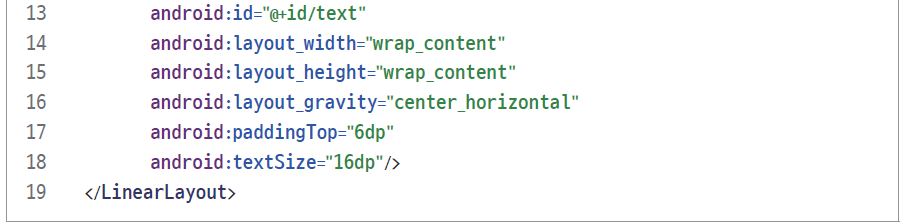 13 android:id="@+id/text"
14 android:layout_width="wrap_content"
15 android:layout_height="wrap_content"
16 android:layout_gravity="center_horizontal"
17 android:paddingTop="6dp"
18 android:textSize="16dp"/>
19 </LinearLayout>